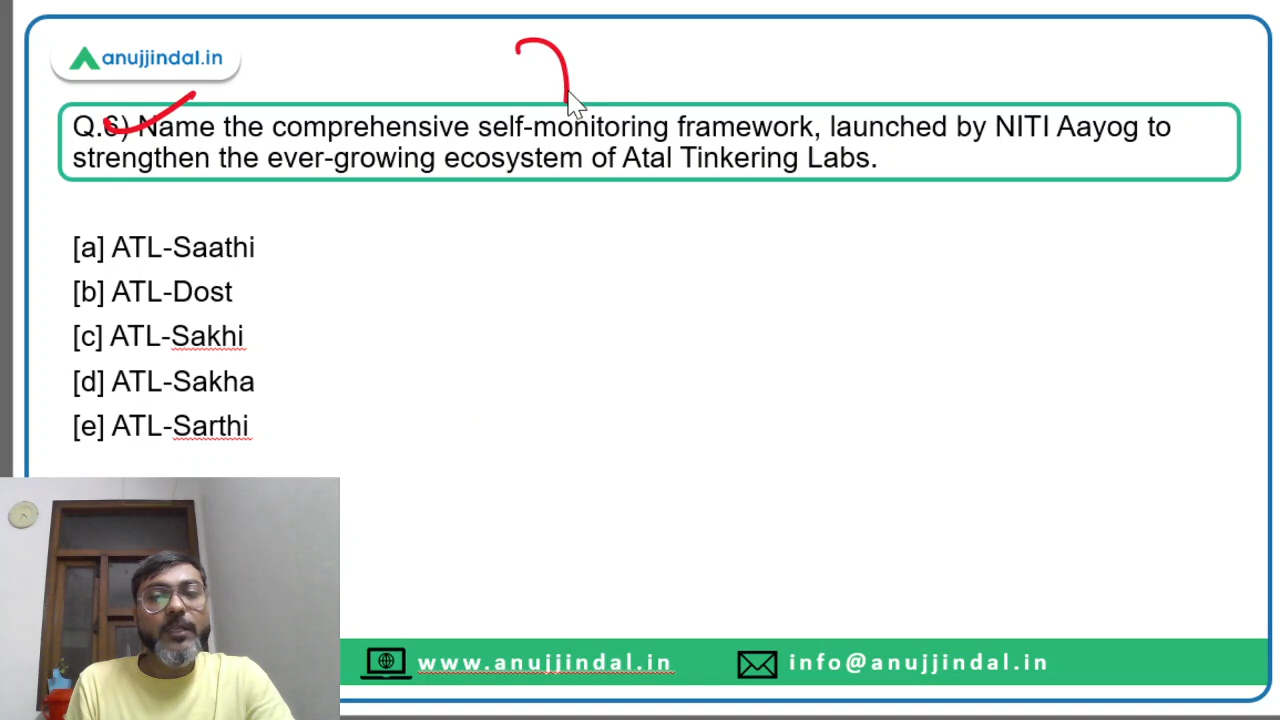 anujjindal.in
Q.6) Name the comprehensive self-monitoring framework, launched by NITI Aayog to
strengthen the ever-growing ecosystem of Atal Tinkering Labs.
[a] ATL-Saathi
[b] ATL-Dost
[c] ATL-Sakhi
[d] ATL-Sakha
[e] ATL-Sarthi
www.anujjindal.in
info@anujjindal.in